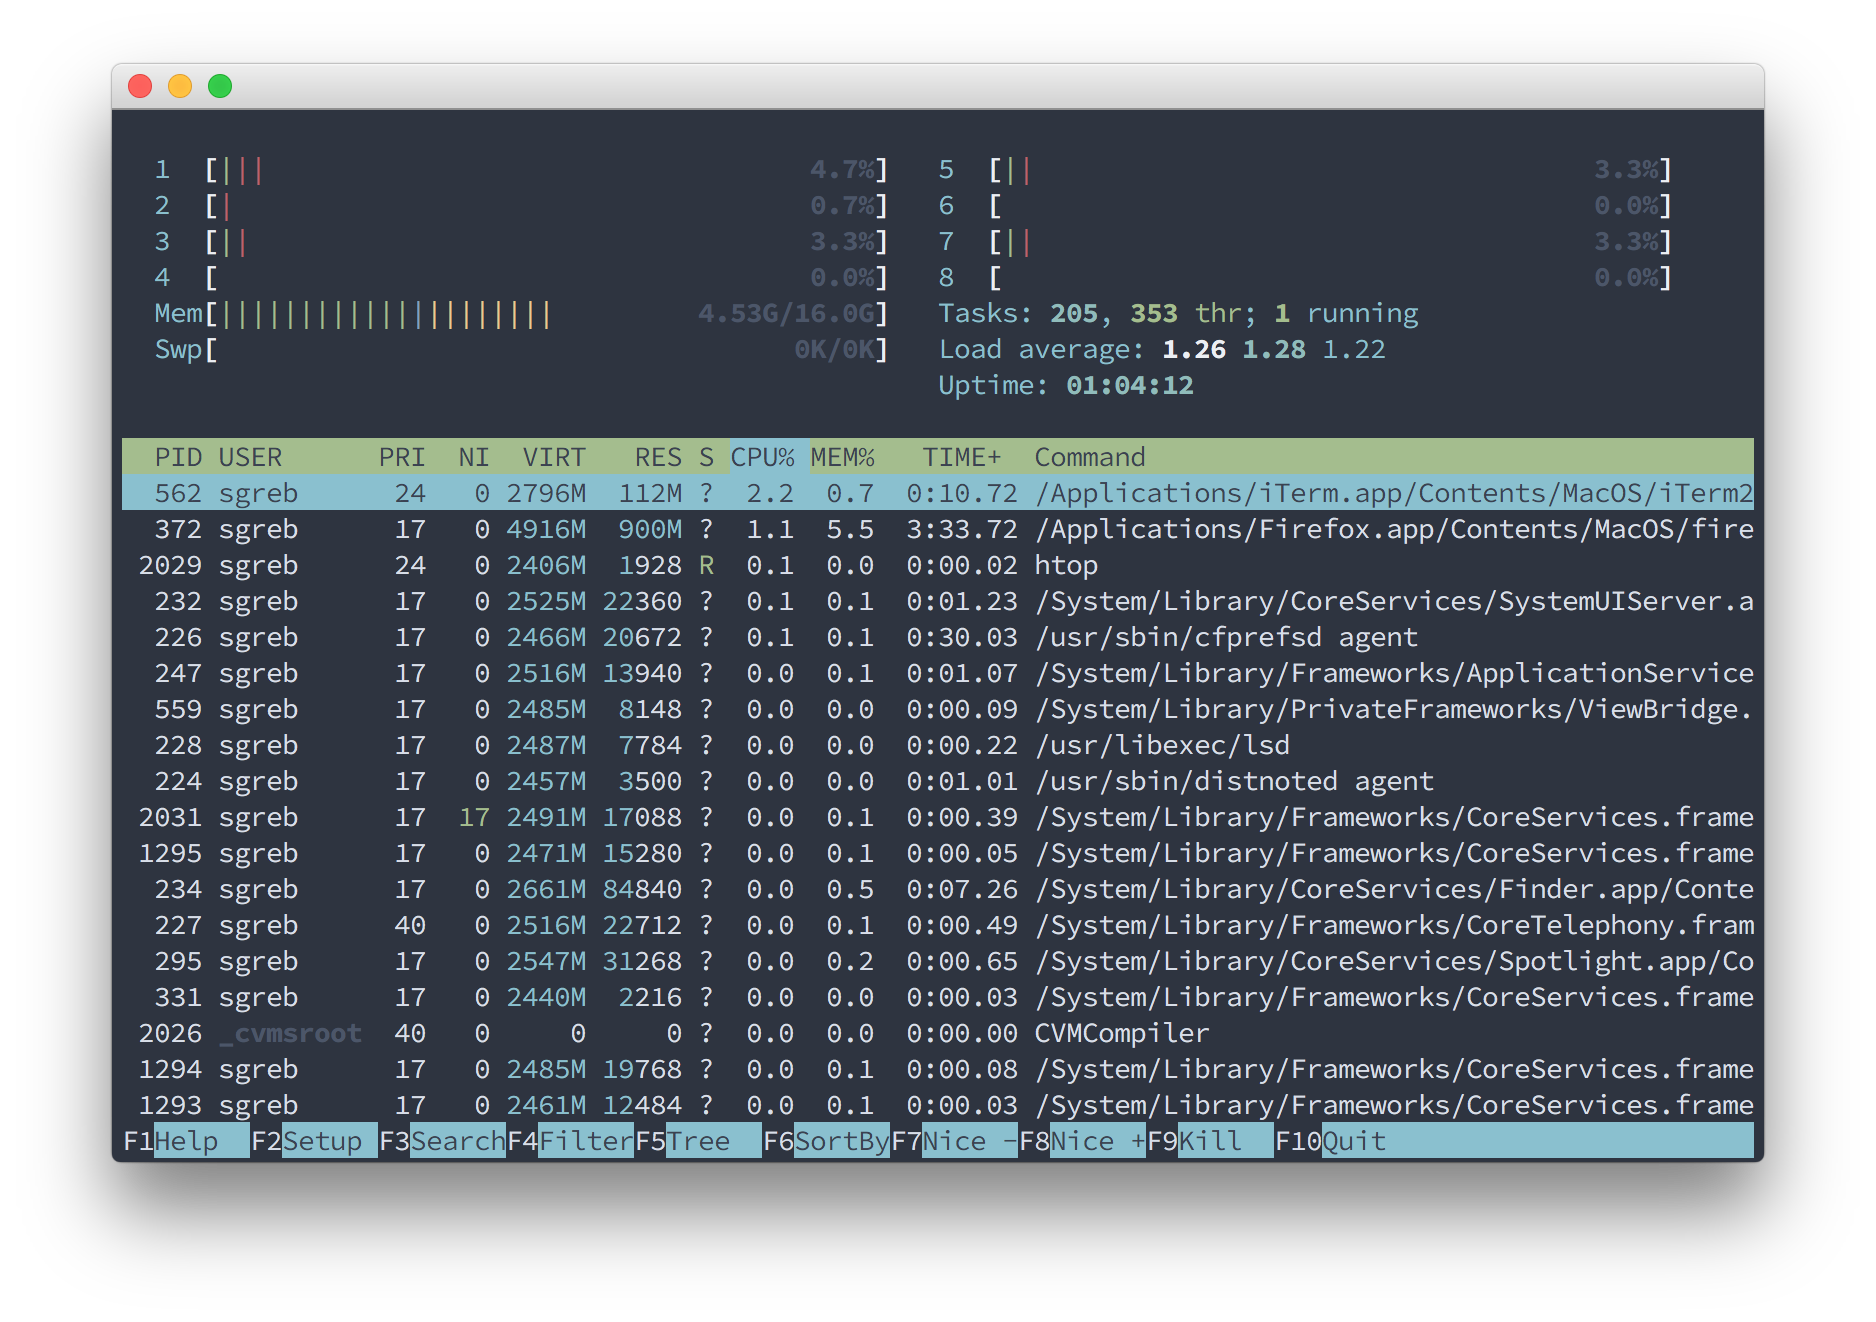 1 [||| 4.7%] 5 [|| 3.3%]
2 [| 0.7%] 6 [ 0.0%]
3 [|| 3.3%] 7 [|| 3.3%]
4 [ 0.0%] 8 [ 0.0%]
Mem[||||||||||||||||||||| 4.53G/16.0G] Tasks: 205, 353 thr; 1 running
Swp[ 0K/0K] Load average: 1.26 1.28 1.22
Uptime: 01:04:12
PID USER PRI NI VIRT RES S CPU% MEM% TIME+ Command
562 sgreb 24 0 2796M 112M ? 2.2 0.7 0:10.72 /Applications/iTerm.app/Contents/MacOS/iTerm2
372 sgreb 17 0 4916M 900M ? 1.1 5.5 3:33.72 /Applications/Firefox.app/Contents/MacOS/fire
2029 sgreb 24 0 2406M 1928 R 0.1 0.0 0:00.02 htop
232 sgreb 17 0 2525M 22360 ? 0.1 0.1 0:01.23 /System/Library/CoreServices/SystemUIServer.a
226 sgreb 17 0 2466M 20672 ? 0.1 0.1 0:30.03 /usr/sbin/cfprefsd agent
247 sgreb 17 0 2516M 13940 ? 0.0 0.1 0:01.07 /System/Library/Frameworks/ApplicationService
559 sgreb 17 0 2485M 8148 ? 0.0 0.0 0:00.09 /System/Library/PrivateFrameworks/ViewBridge.
228 sgreb 17 0 2487M 7784 ? 0.0 0.0 0:00.22 /usr/libexec/lsd
224 sgreb 17 0 2457M 3500 ? 0.0 0.0 0:01.01 /usr/sbin/distnoted agent
2031 sgreb 17 17 2491M 17088 ? 0.0 0.1 0:00.39 /System/Library/Frameworks/CoreServices.frame
1295 sgreb 17 0 2471M 15280 ? 0.0 0.1 0:00.05 /System/Library/Frameworks/CoreServices.frame
234 sgreb 17 0 2661M 84840 ? 0.0 0.5 0:07.26 /System/Library/CoreServices/Finder.app/Conte
227 sgreb 40 0 2516M 22712 ? 0.0 0.1 0:00.49 /System/Library/Frameworks/CoreTelephony.fram
295 sgreb 17 0 2547M 31268 ? 0.0 0.2 0:00.65 /System/Library/CoreServices/Spotlight.app/Co
331 sgreb 17 0 2440M 2216 ? 0.0 0.0 0:00.03 /System/Library/Frameworks/CoreServices.frame
2026 _cvmsroot 40 0 0 0 ? 0.0 0.0 0:00.00 CVMCompiler
1294 sgreb 17 0 2485M 19768 ? 0.0 0.1 0:00.08 /System/Library/Frameworks/CoreServices.frame
1293 sgreb 17 0 2461M 12484 ? 0.0 0.1 0:00.03 /System/Library/Frameworks/CoreServices.frame
F1Help F2Setup F3SearchF4FilterF5Tree F6SortByF7Nice -F8Nice +F9Kill F10Quit